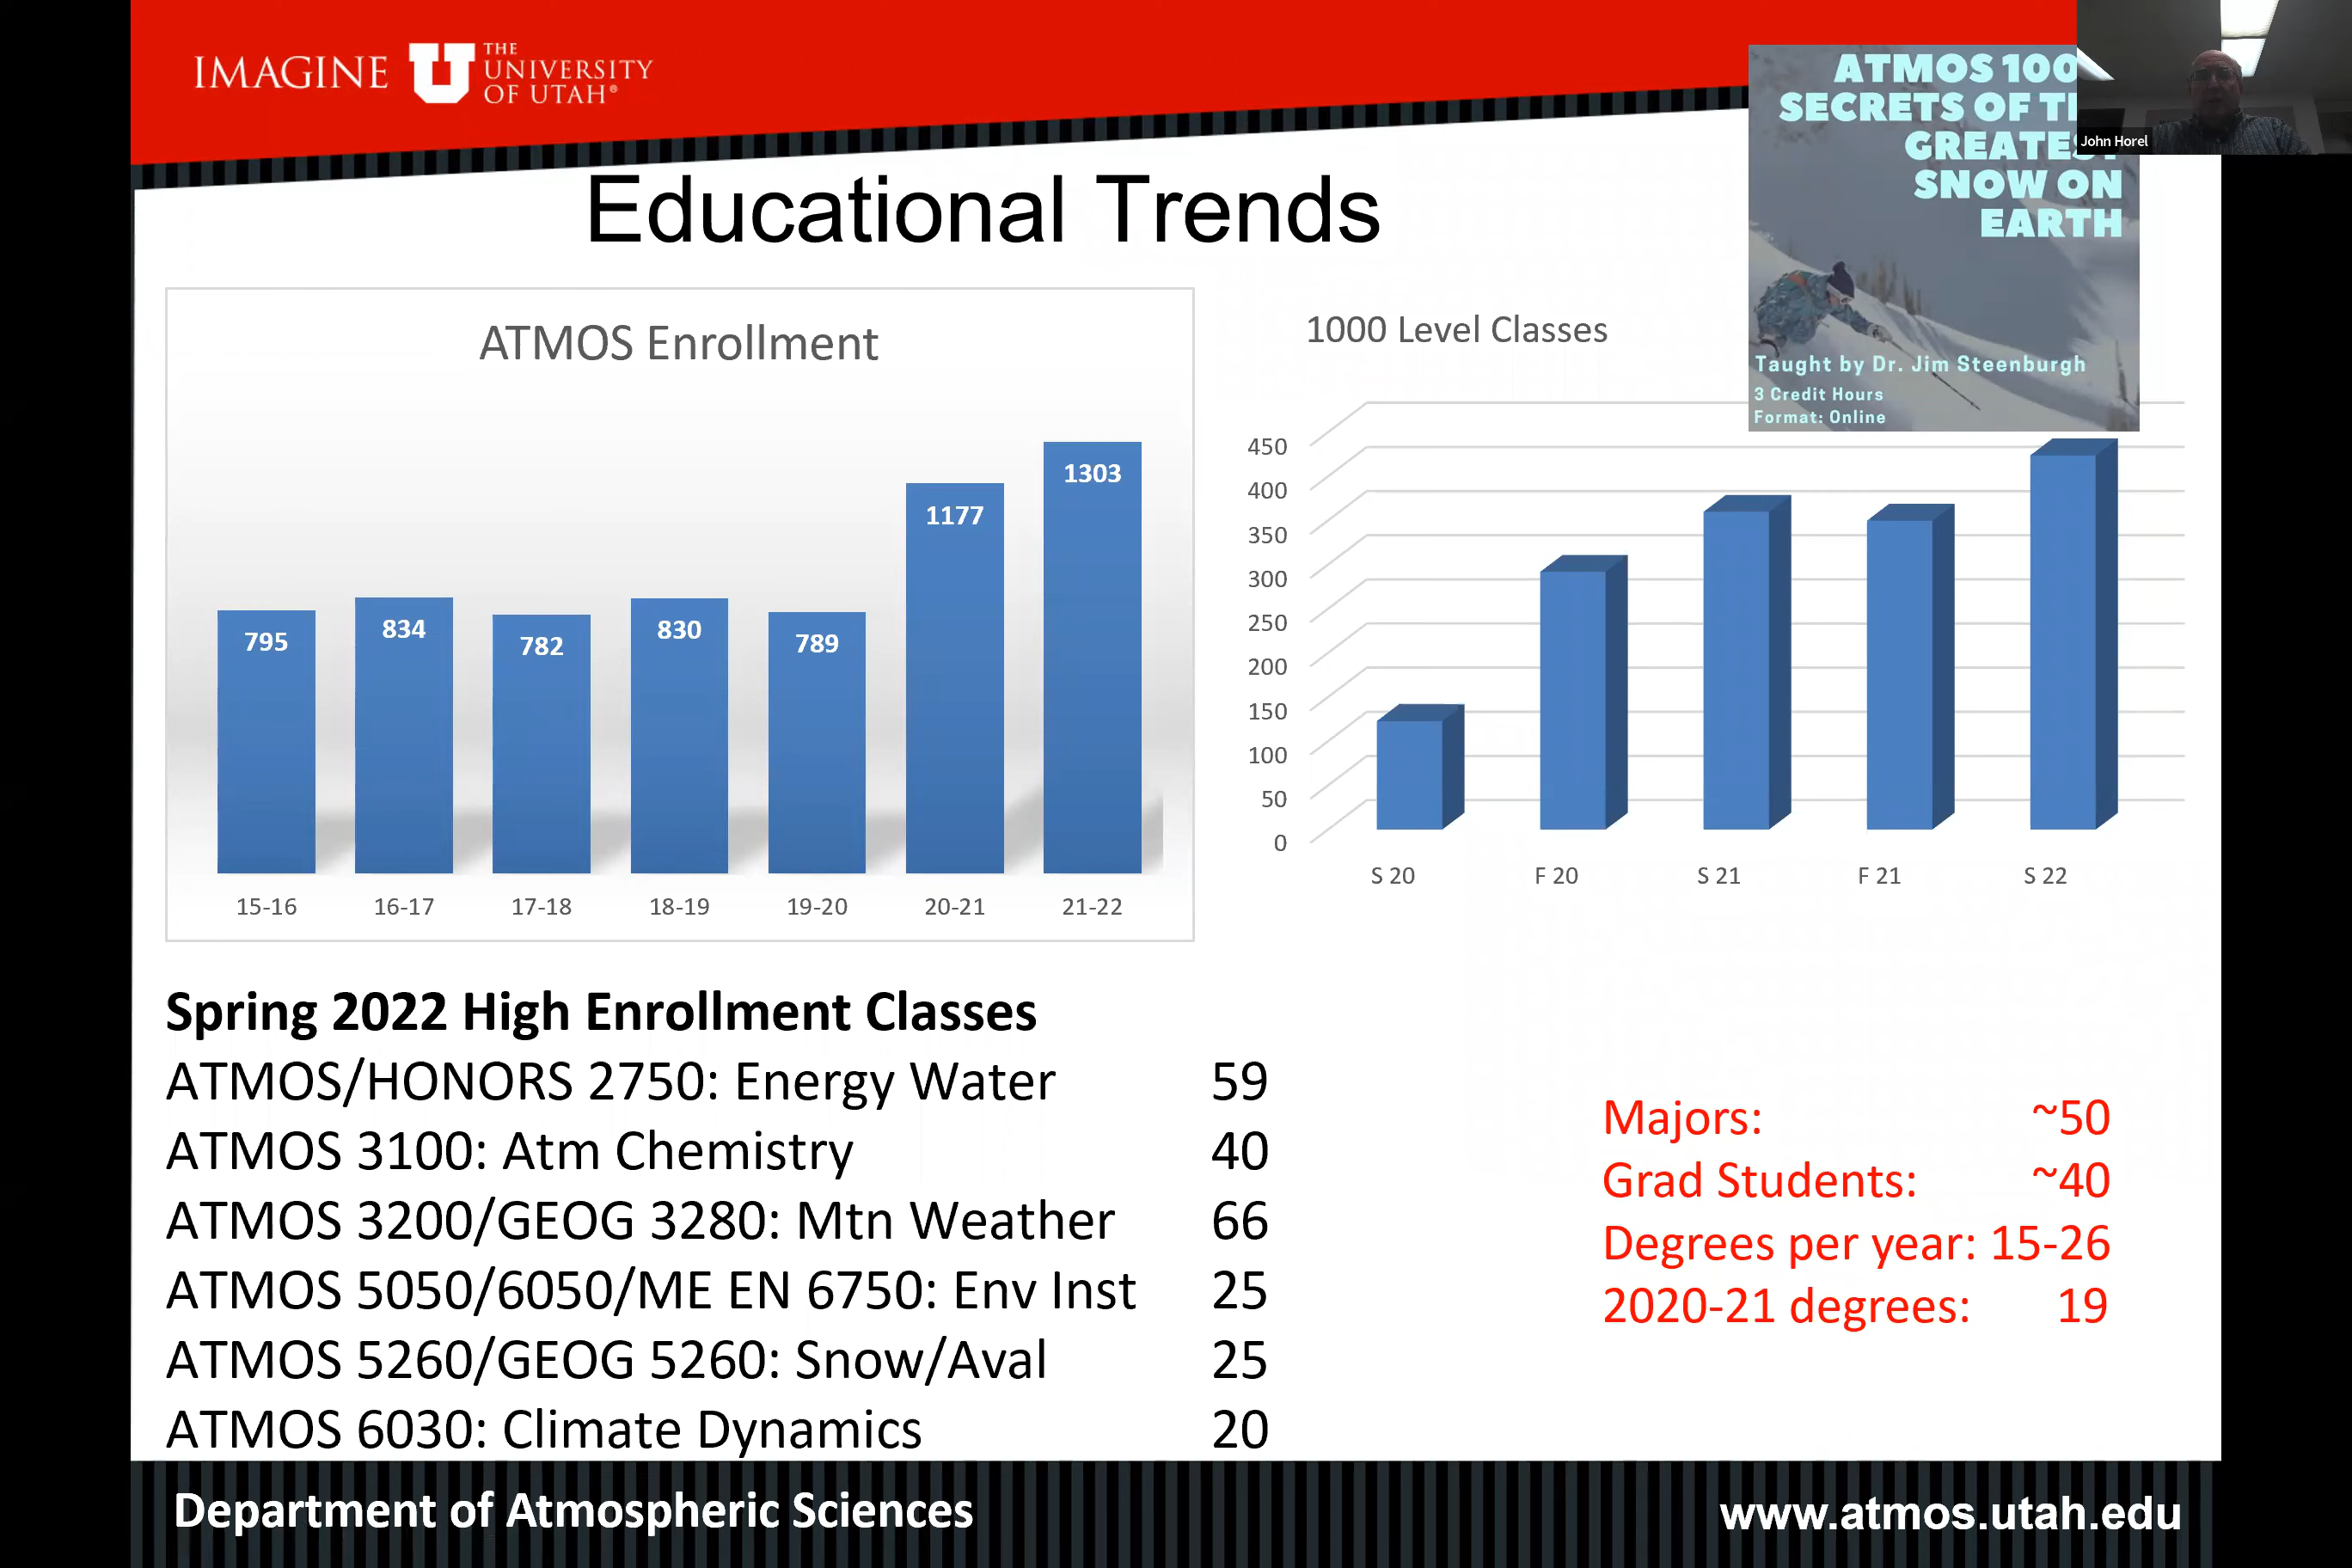 IMAGINE
THE
UNIVERSITY
OF UTAH®
ATMOS 100
SECRETS OF
GREATEST
SNOW ON
EARTH
Taught by Dr. Jim Steenburgh
3 Credit Hours
Format: Online
John Horel
Educational Trends
ATMOS Enrollment
795
834
782
830
789
1177
1303
15-16
16-17
17-18
18-19
19-20
20-21
21-22
1000 Level Classes
450
400
350
300
250
200
150
100
50
0
S 20
F 20
S 21
F 21
S 22
Spring 2022 High Enrollment Classes
ATMOS/HONORS 2750: Energy Water 59
ATMOS 3100: Atm Chemistry 40
ATMOS 3200/GEOG 3280: Mtn Weather 66
ATMOS 5050/6050/ME EN 6750: Env Inst 25
ATMOS 5260/GEOG 5260: Snow/Aval 25
ATMOS 6030: Climate Dynamics 20
Majors: ~50
Grad Students: ~40
Degrees per year: 15-26
2020-21 degrees: 19
Department of Atmospheric Sciences
www.atmos.utah.edu